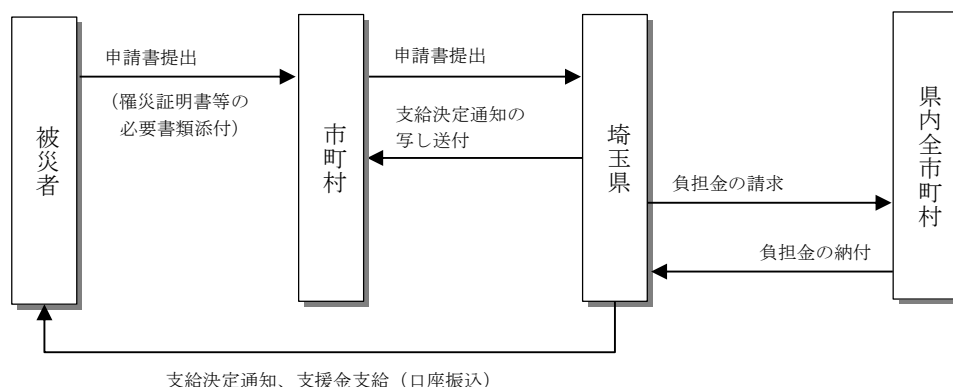 被災者
申請書提出
（罹災証明書等の
必要書類添付）
市町村
申請書提出
支給決定通知の
写し送付
埼玉県
負担金の請求
負担金の納付
県内全市町村
支給決定通知、支援金支給（口座振込）